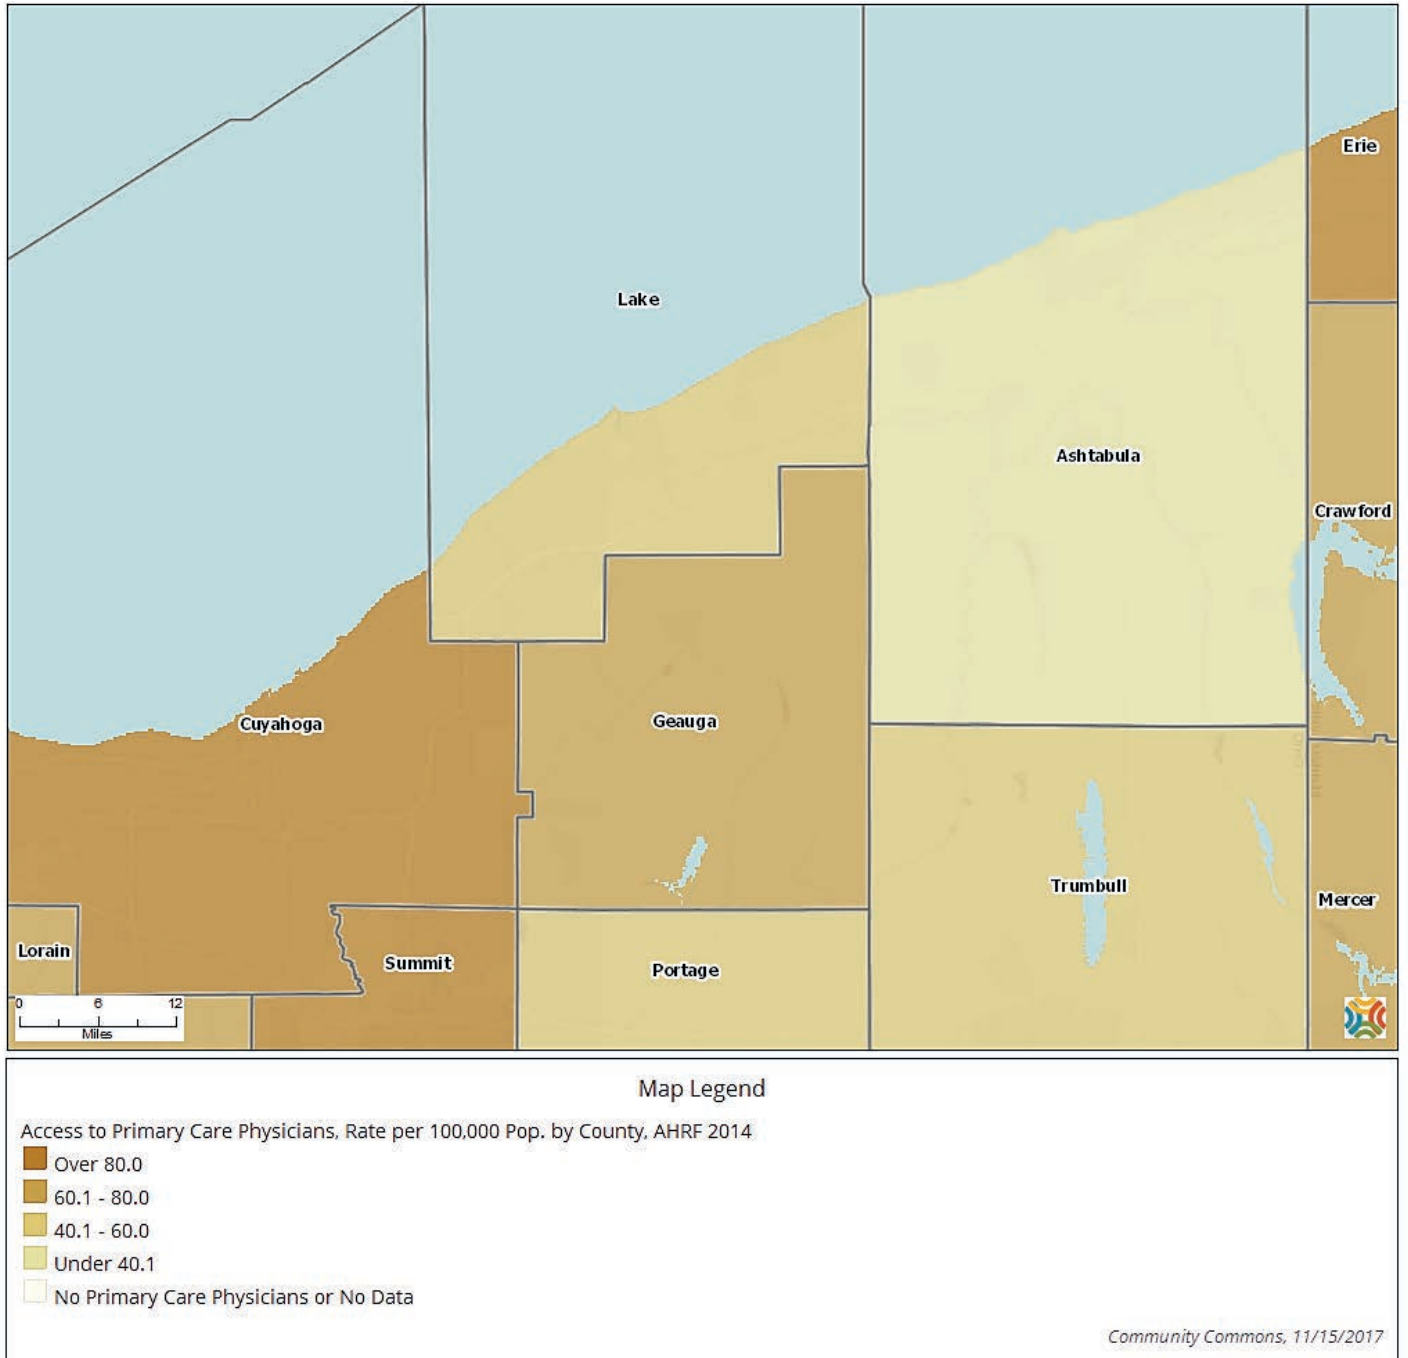 Erie
Lake
Ashtabula
Crawford
Cuyahoga
Geauga
Trumbull
Mercer
Lorain
Summit
Portage
0 6 12
Miles
Map Legend
Access to Primary Care Physicians, Rate per 100,000 Pop. by County, AHRF 2014
Over 80.0
60.1 - 80.0
40.1 - 60.0
Under 40.1
No Primary Care Physicians or No Data
Community Commons, 11/15/2017